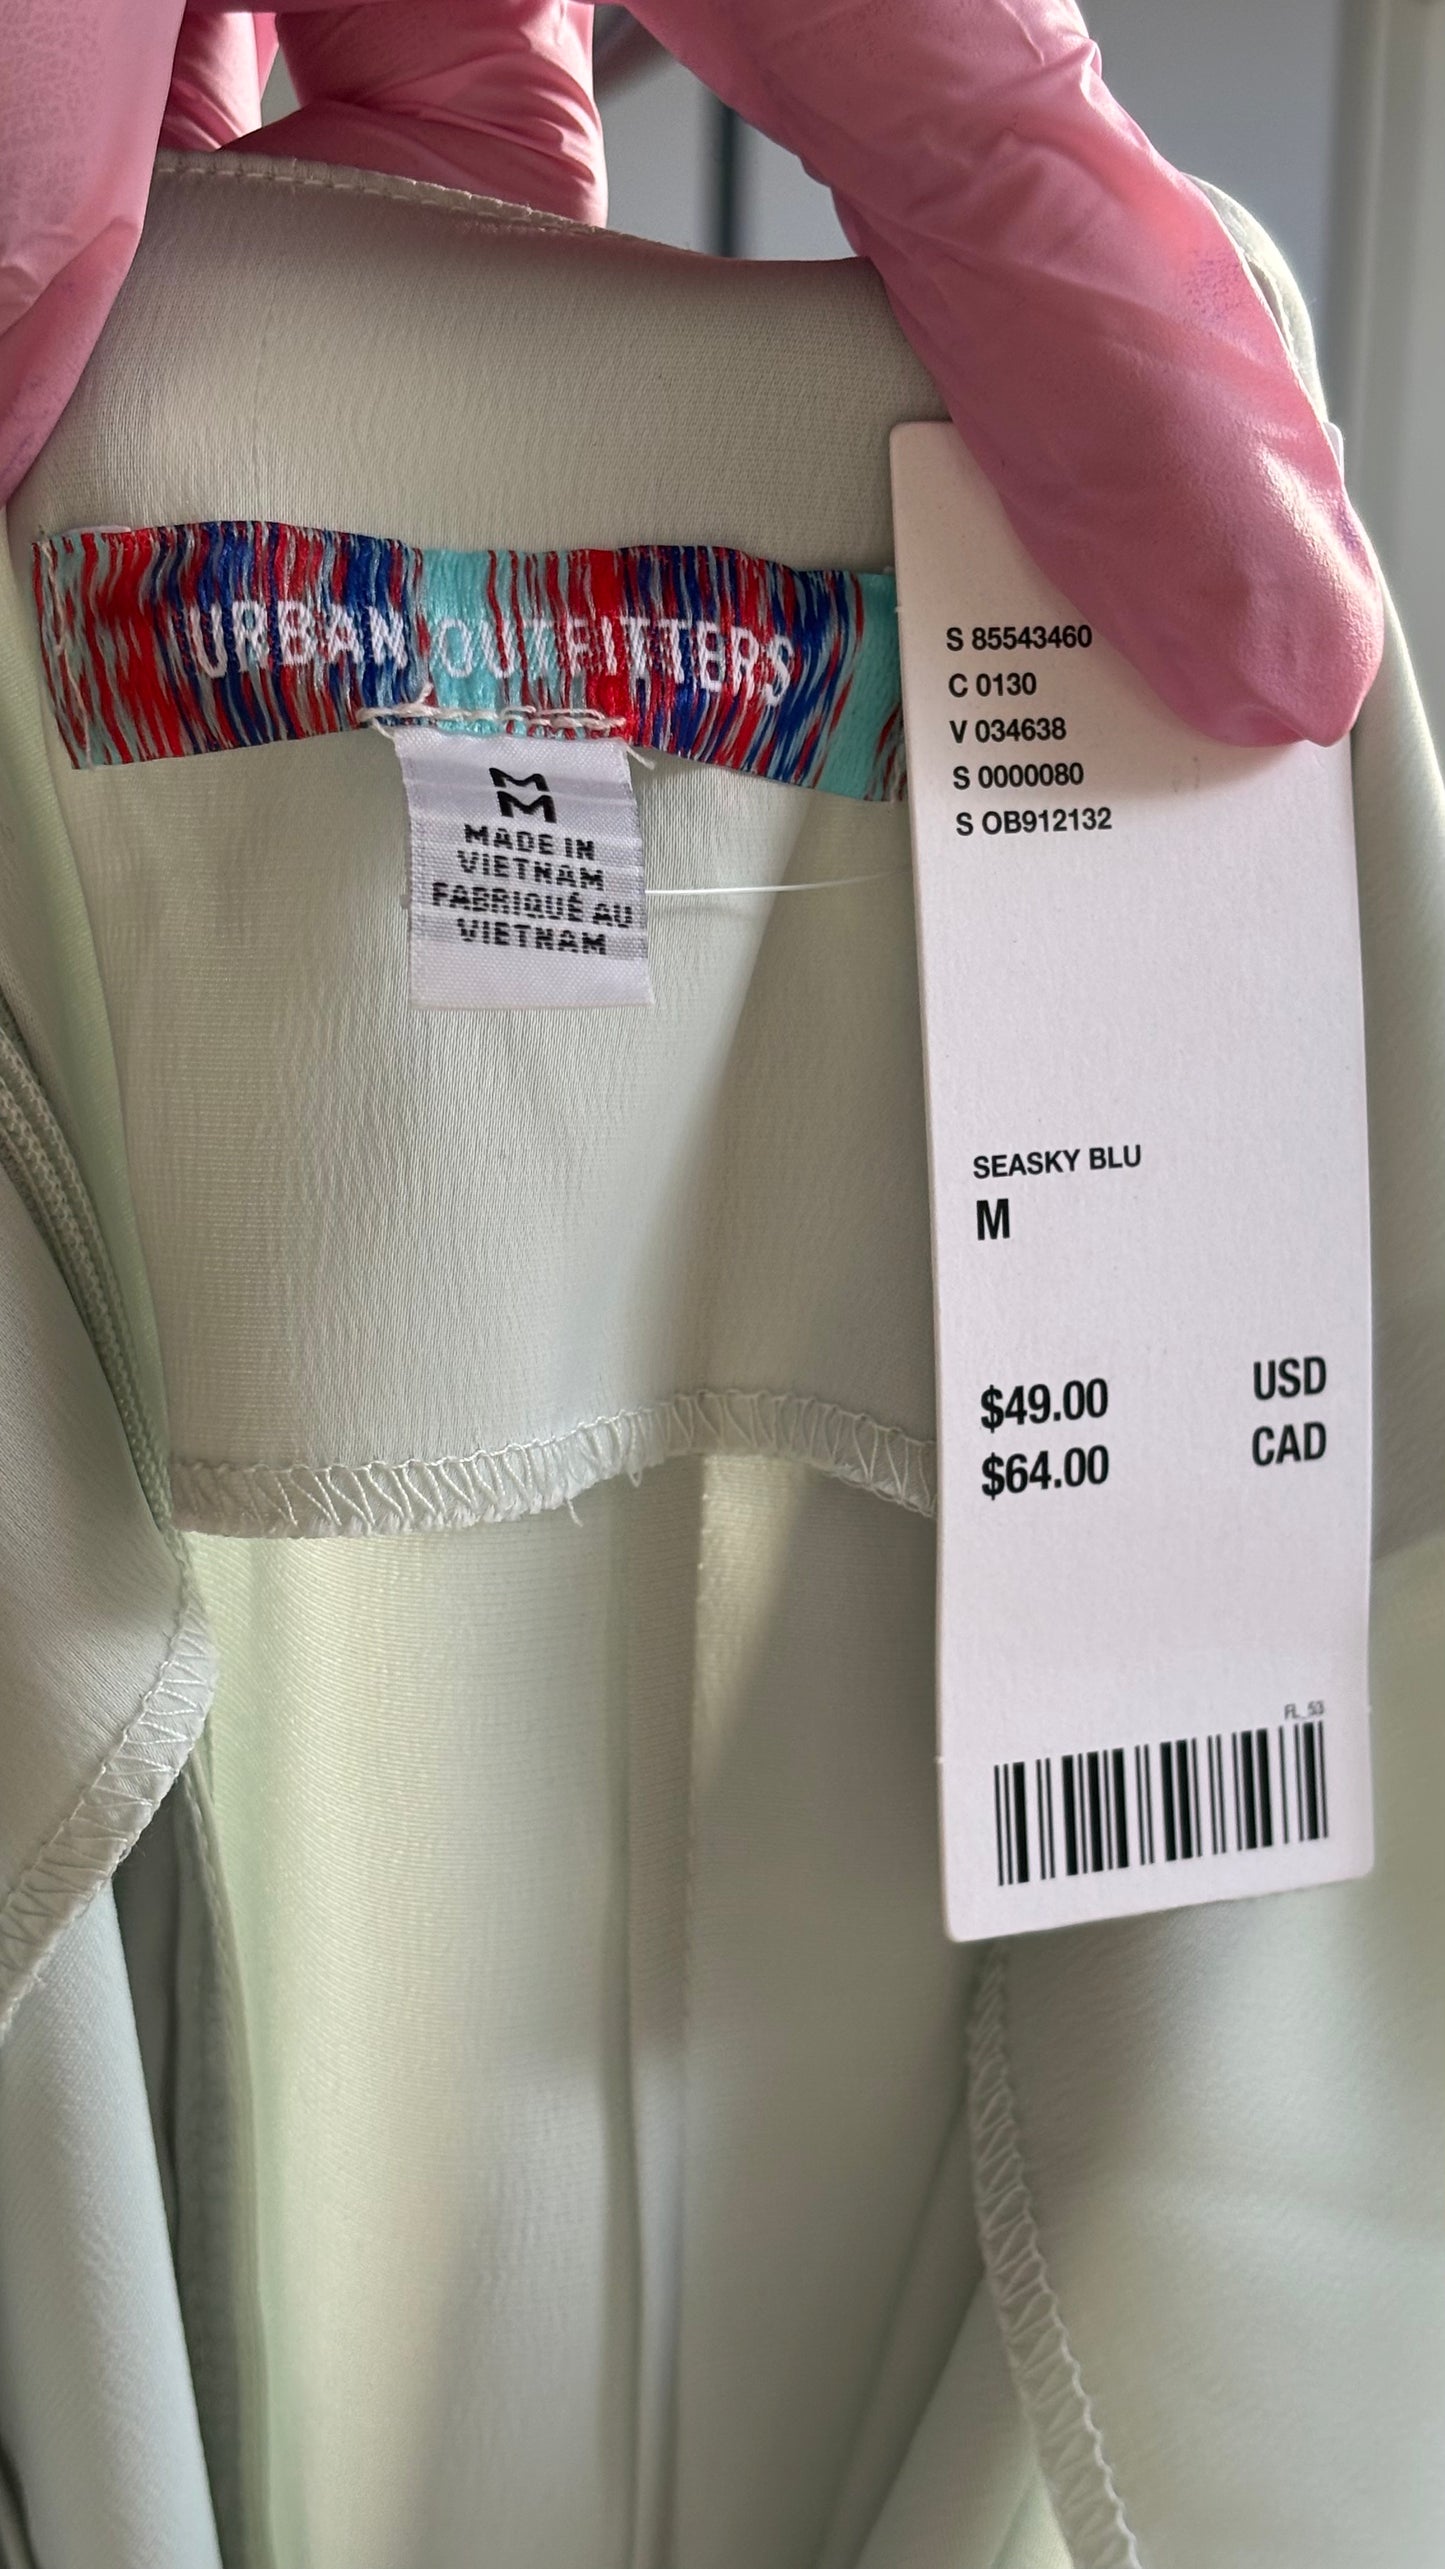 URBAN OUTFITTERS
M
M
MADE IN
VIETNAM
FABRIQUÉ AU
VIETNAM
S 85543460
C 0130
V 034638
S 0000080
S OB912132
SEASKY BLU
M
$49.00 USD
$64.00 CAD
FL_53